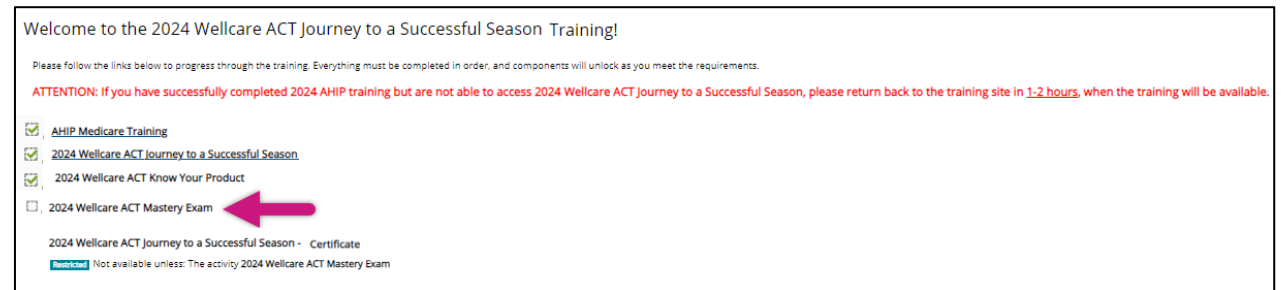 Welcome to the 2024 Wellcare ACT Journey to a Successful Season Training!
Please follow the links below to progress through the training. Everything must be completed in order, and components will unlock as you meet the requirements.
ATTENTION: If you have successfully completed 2024 AHIP training but are not able to access 2024 Wellcare ACT Journey to a Successful Season, please return back to the training site in 1-2 hours, when the training will be available.
AHIP Medicare Training
2024 Wellcare ACT Journey to a Successful Season
2024 Wellcare ACT Know Your Product
2024 Wellcare ACT Mastery Exam
2024 Wellcare ACT Journey to a Successful Season - Certificate
Restricted Not available unless: The activity 2024 Wellcare ACT Mastery Exam